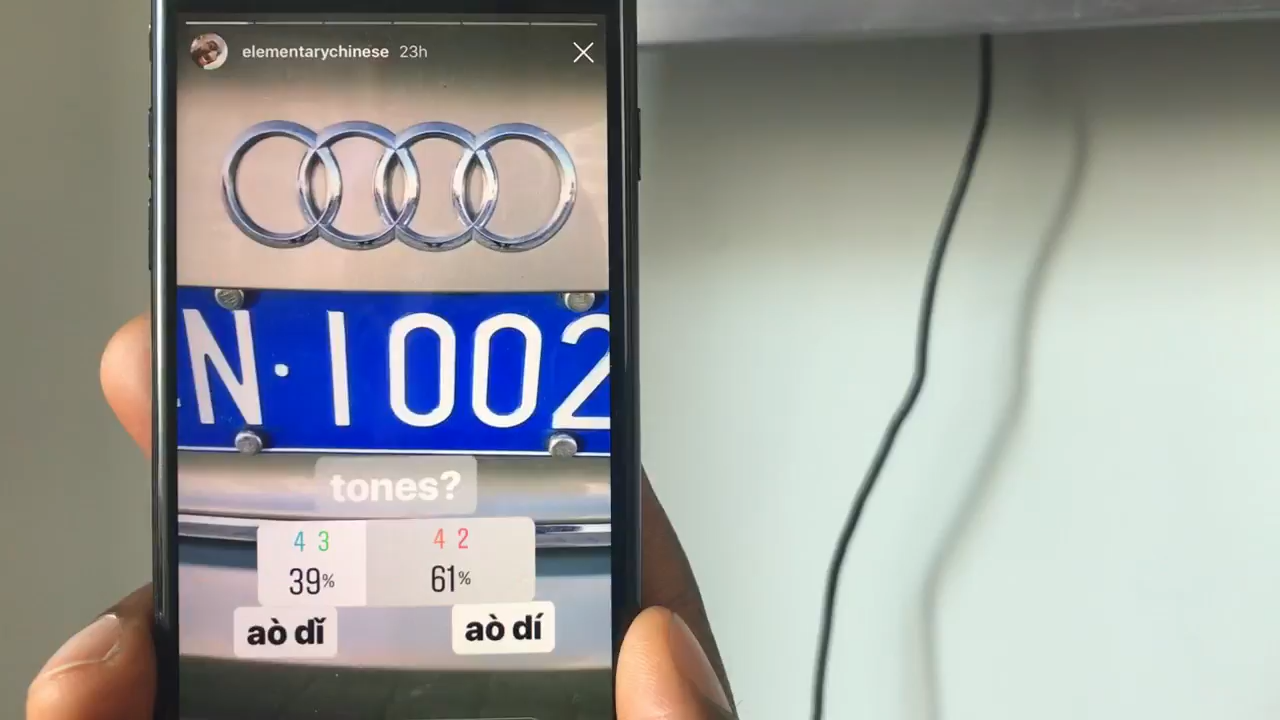 elementarychinese 23h
N·1002
tones?
4 3 4 2
39% 61%
aò dǐ aò dí